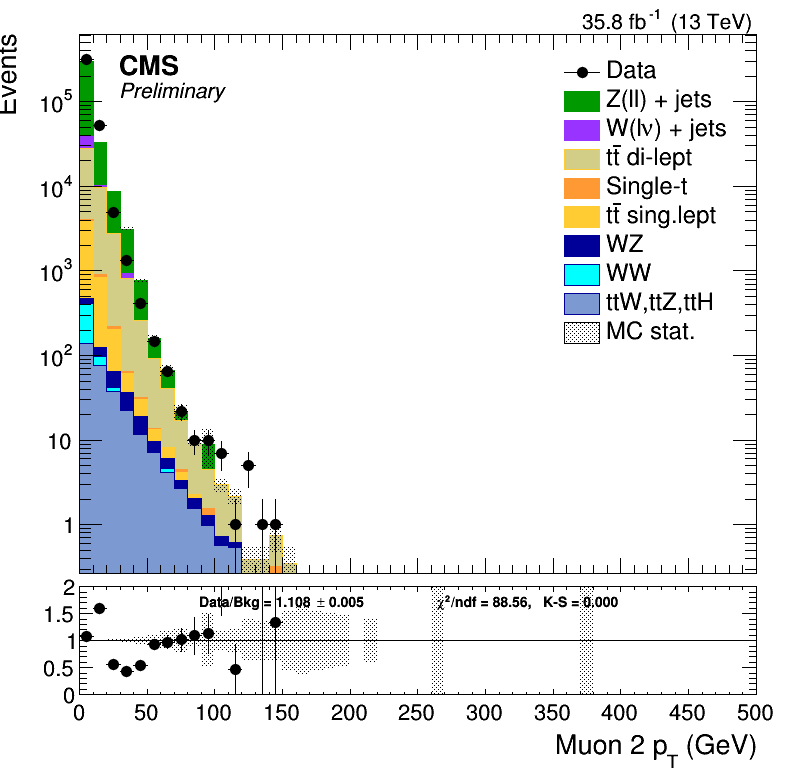 35.8 fb⁻¹ (13 TeV)
Events
CMS
Preliminary
Data
Z(ll) + jets
W(lν) + jets
tt̄ di-lept
Single-t
tt̄ sing.lept
WZ
WW
ttW,ttZ,ttH
MC stat.
10⁵
10⁴
10³
10²
10
1
2
1.5
1
0.5
0
Data/Bkg = 1.108 ± 0.005
χ²/ndf = 88.56, K-S = 0.000
0 50 100 150 200 250 300 350 400 450 500
Muon 2 p_T (GeV)